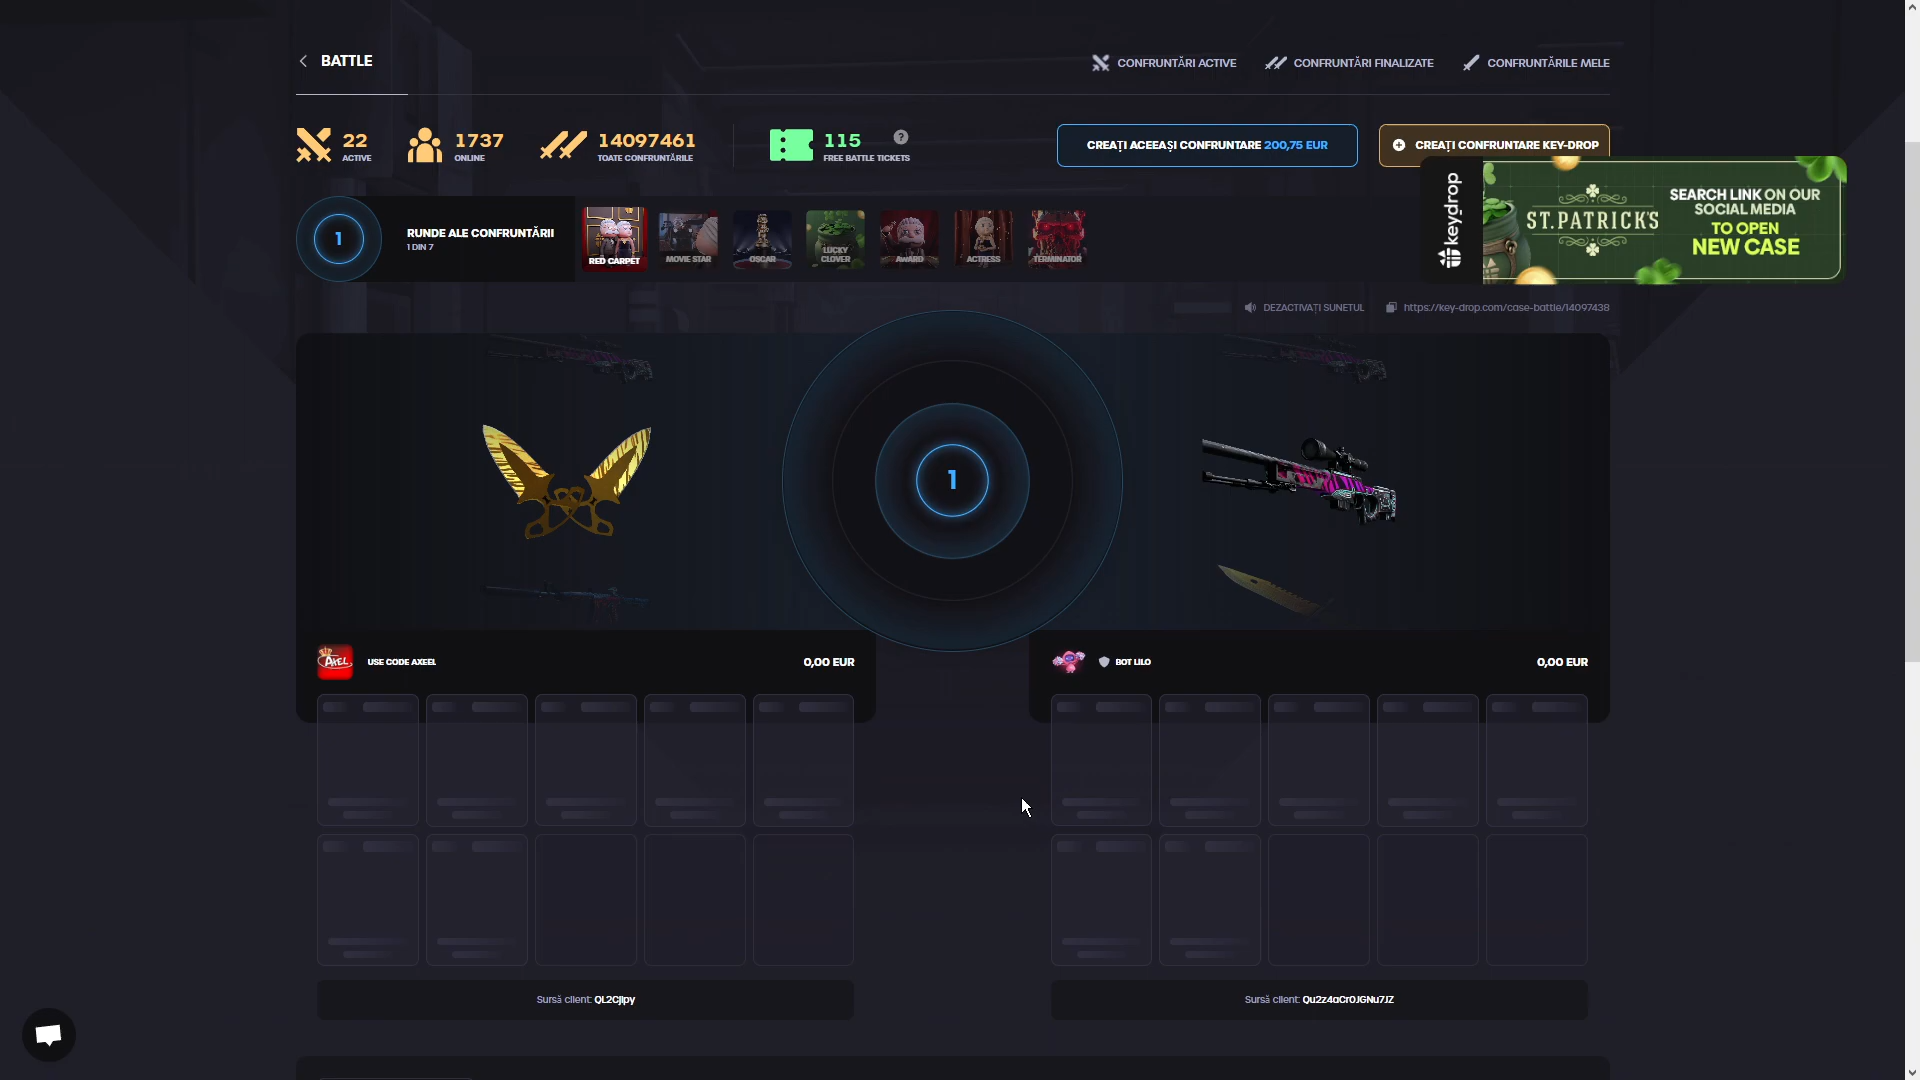 BATTLE
CONFRUNTĂRI ACTIVE
CONFRUNTĂRI FINALIZATE
CONFRUNTĂRILE MELE
22
ACTIVE
1737
ONLINE
14097461
TOATE CONFRUNTĂRILE
115
FREE BATTLE TICKETS
?
CREAȚI ACEEAȘI CONFRUNTARE 200,75 EUR
CREAȚI CONFRUNTARE KEY-DROP
1
RUNDE ALE CONFRUNTĂRII
1 DIN 7
RED CARPET
MOVIE STAR
OSCAR
LUCKY
CLOVER
AWARD
ACTRESS
TERMINATOR
keydrop
ST.PATRICK'S
SEARCH LINK ON OUR
SOCIAL MEDIA
TO OPEN
NEW CASE
DEZACTIVAȚI SUNETUL
https://key-drop.com/case-battle/14097438
1
AXEL
USE CODE AXEEL
0,00 EUR
BOT LILO
0,00 EUR
Sursă client: QL2CjIpy
Sursă client: Qu2z4aCr0JGNu7JZ